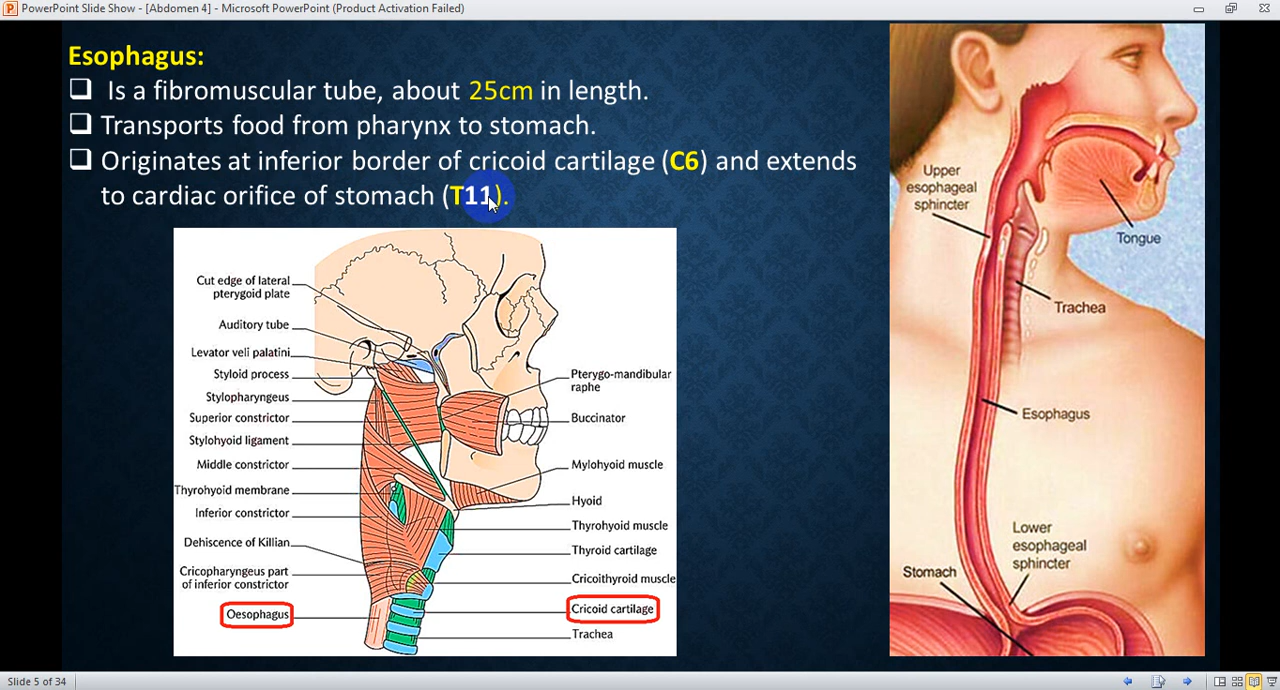 PowerPoint Slide Show - [Abdomen 4] - Microsoft PowerPoint (Product Activation Failed)
Esophagus:
Is a fibromuscular tube, about 25cm in length.
Transports food from pharynx to stomach.
Originates at inferior border of cricoid cartilage (C6) and extends
to cardiac orifice of stomach (T11).
Cut edge of lateral
pterygoid plate
Auditory tube
Levator veli palatini
Styloid process
Stylopharyngeus
Superior constrictor
Stylohyoid ligament
Middle constrictor
Thyrohyoid membrane
Inferior constrictor
Dehiscence of Killian
Cricopharyngeus part
of inferior constrictor
Oesophagus
Pterygo-mandibular
raphe
Buccinator
Mylohyoid muscle
Hyoid
Thyrohyoid muscle
Thyroid cartilage
Cricoithyroid muscle
Cricoid cartilage
Trachea
Upper
esophageal
sphincter
Tongue
Trachea
Esophagus
Lower
esophageal
sphincter
Stomach
Slide 5 of 34